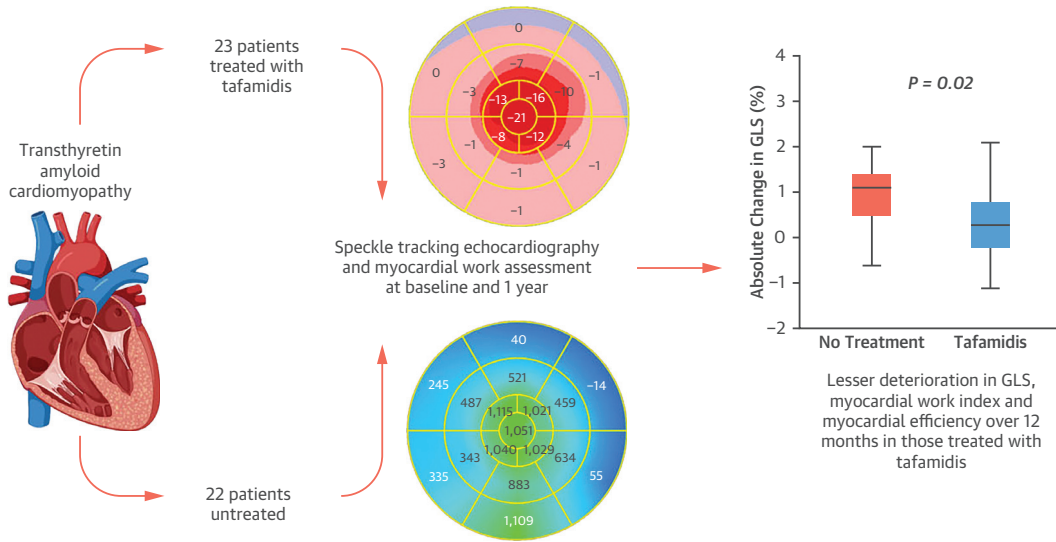 Transthyretin
amyloid
cardiomyopathy
23 patients
treated with
tafamidis
22 patients
untreated
0
0
−7
−1
−3
−10
−13
−16
−21
−8
−12
−1
−4
−3
−1
−1
−1
Speckle tracking echocardiography
and myocardial work assessment
at baseline and 1 year
40
245
521
−14
487
459
1,115
1,021
1,051
1,040
1,029
343
634
335
883
55
1,109
Absolute Change in GLS (%)
4
3
2
1
0
−1
−2
P = 0.02
No Treatment
Tafamidis
Lesser deterioration in GLS,
myocardial work index and
myocardial efficiency over 12
months in those treated with
tafamidis